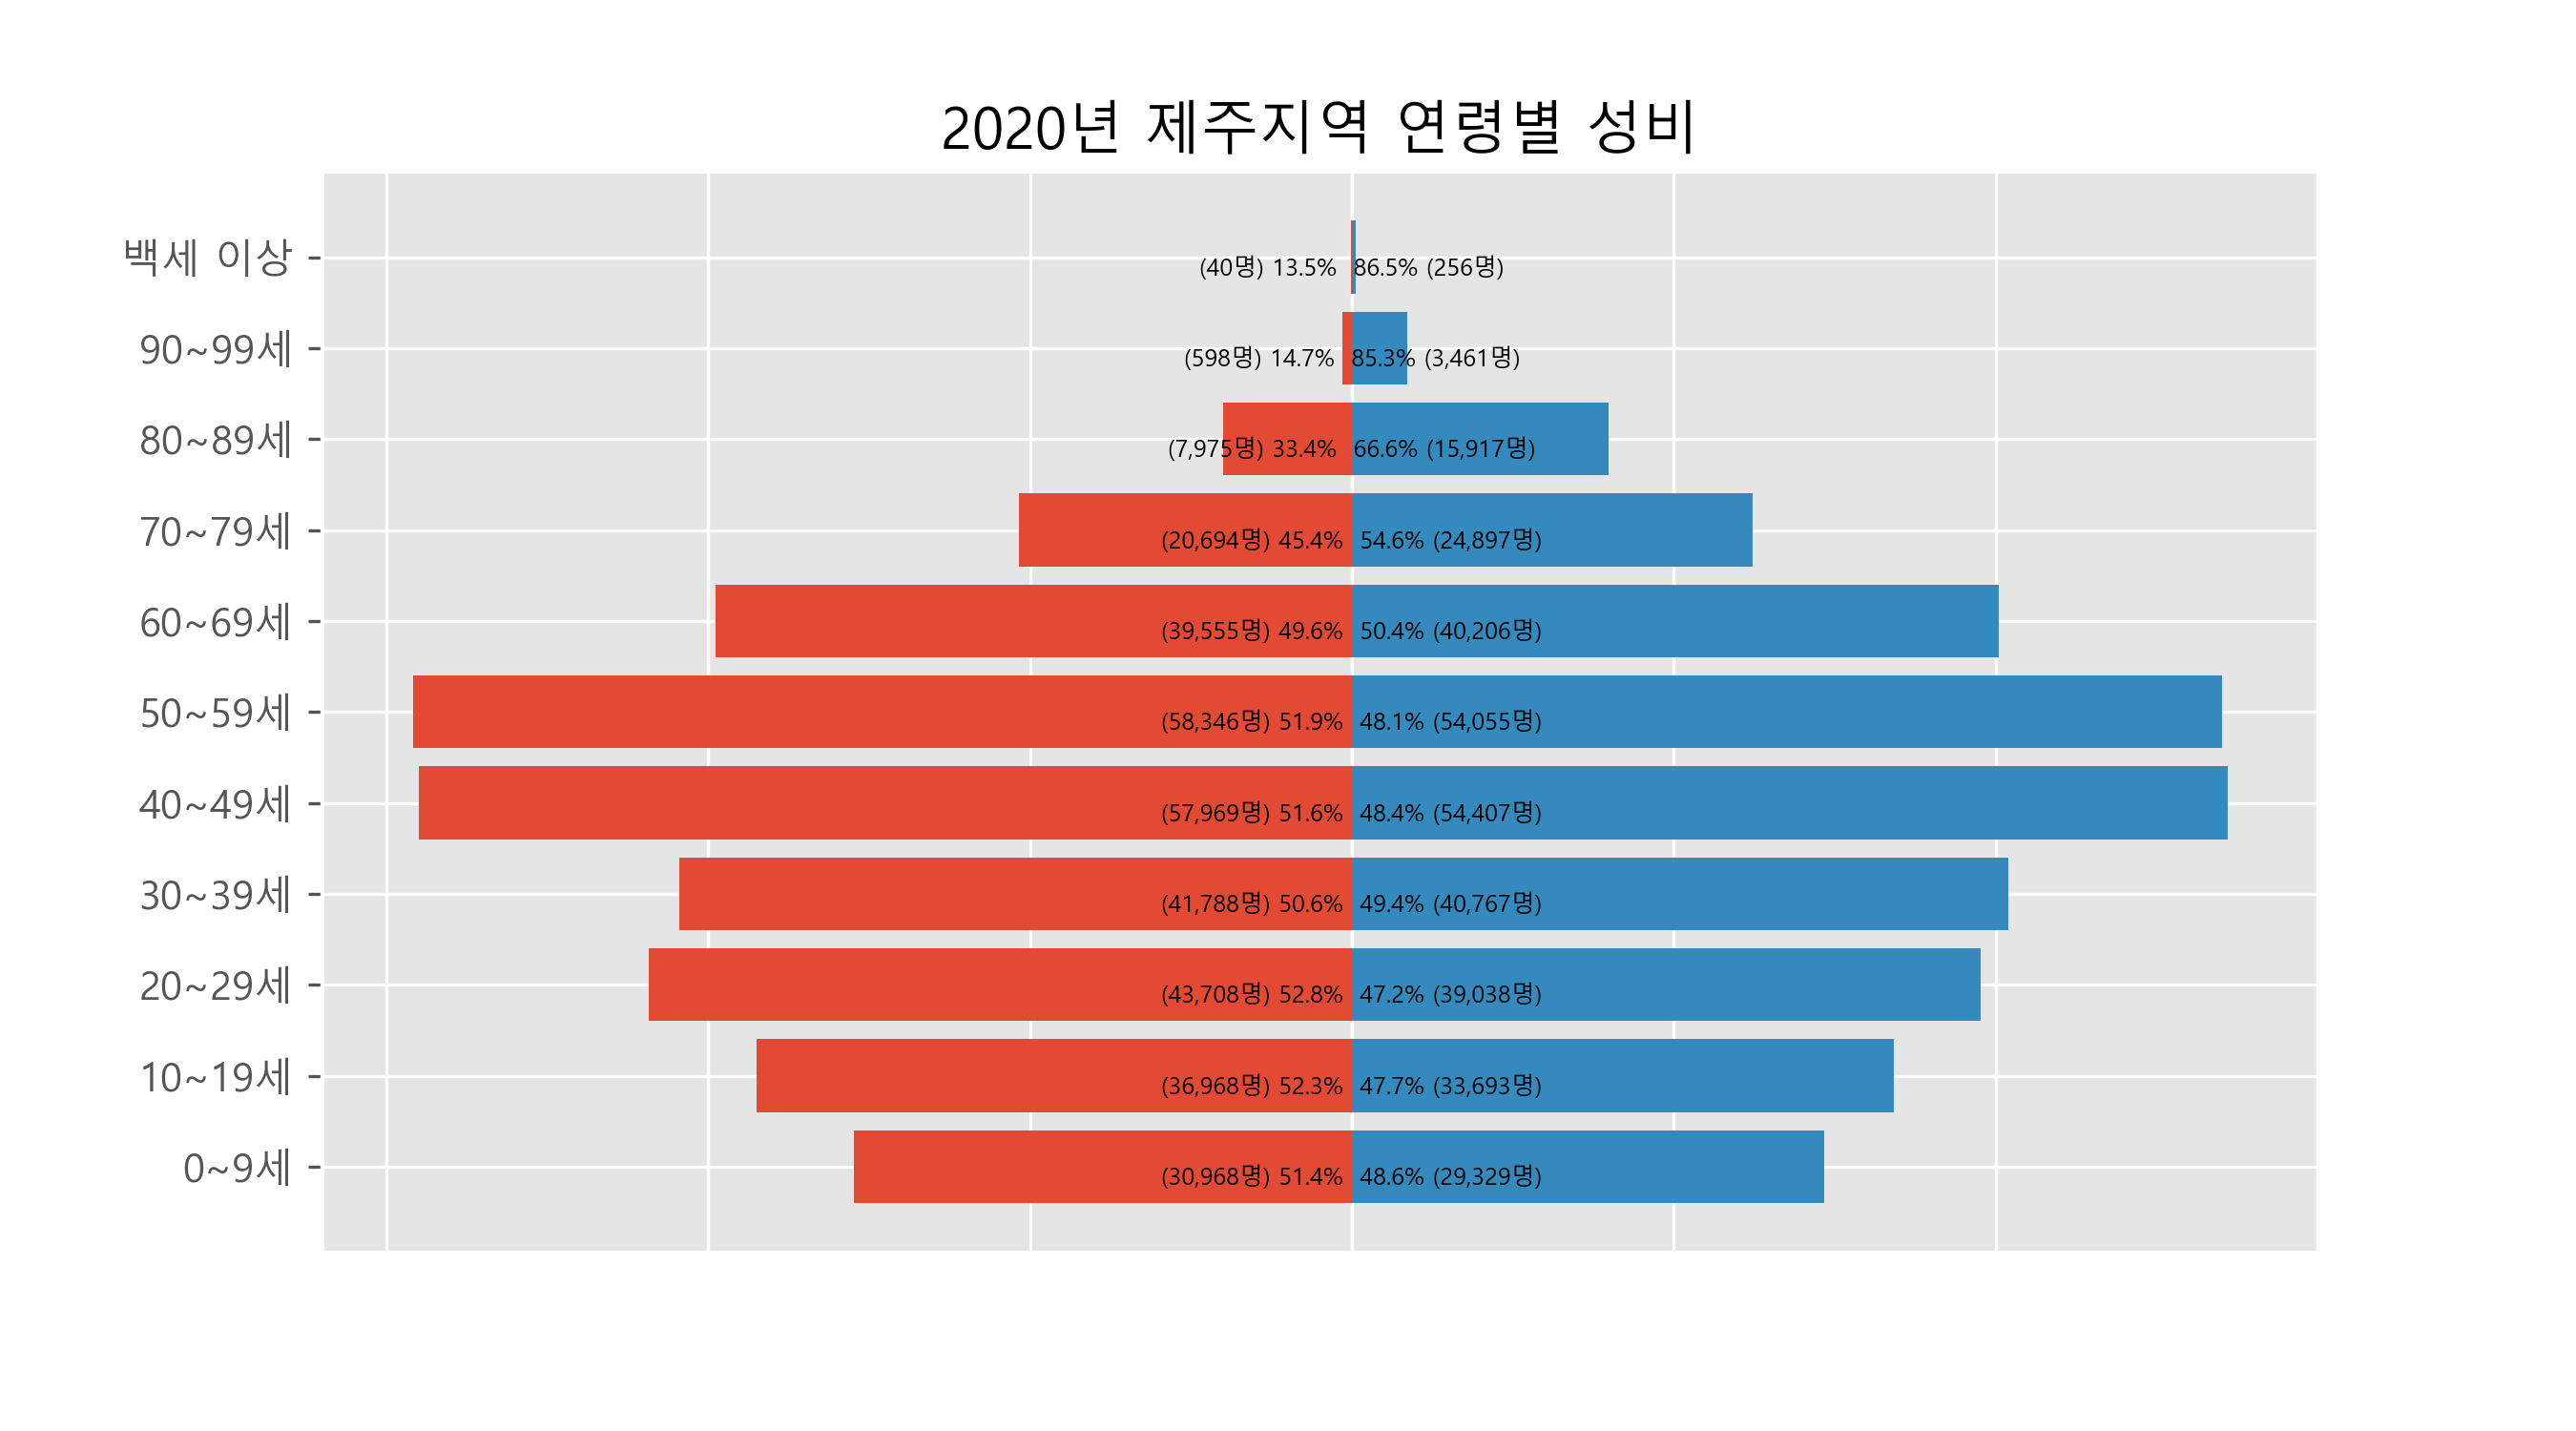 2020년 제주지역 연령별 성비
백세 이상 (40명) 13.5% 86.5% (256명)
90~99세 (598명) 14.7% 85.3% (3,461명)
80~89세 (7,975명) 33.4% 66.6% (15,917명)
70~79세 (20,694명) 45.4% 54.6% (24,897명)
60~69세 (39,555명) 49.6% 50.4% (40,206명)
50~59세 (58,346명) 51.9% 48.1% (54,055명)
40~49세 (57,969명) 51.6% 48.4% (54,407명)
30~39세 (41,788명) 50.6% 49.4% (40,767명)
20~29세 (43,708명) 52.8% 47.2% (39,038명)
10~19세 (36,968명) 52.3% 47.7% (33,693명)
0~9세 (30,968명) 51.4% 48.6% (29,329명)